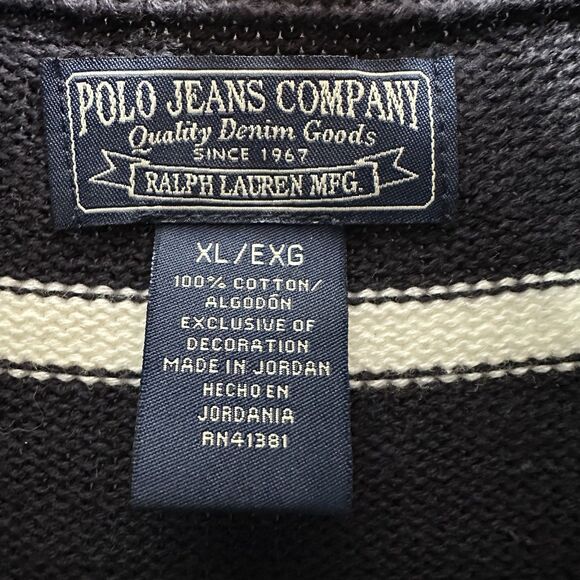 POLO JEANS COMPANY
Quality Denim Goods
SINCE 1967
RALPH LAUREN MFG.
XL/EXG
100% COTTON/
ALGODÓN
EXCLUSIVE OF
DECORATION
MADE IN JORDAN
HECHO EN
JORDANIA
RN41381